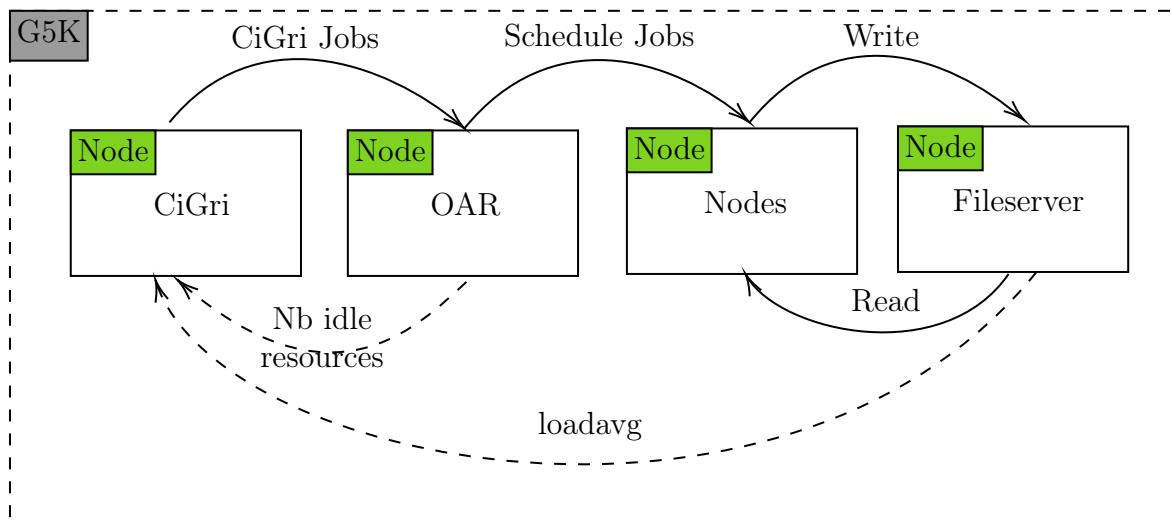 G5K
CiGri Jobs
Schedule Jobs
Write
Node
Node
Node
Node
CiGri
OAR
Nodes
Fileserver
Nb idle
resources
Read
loadavg